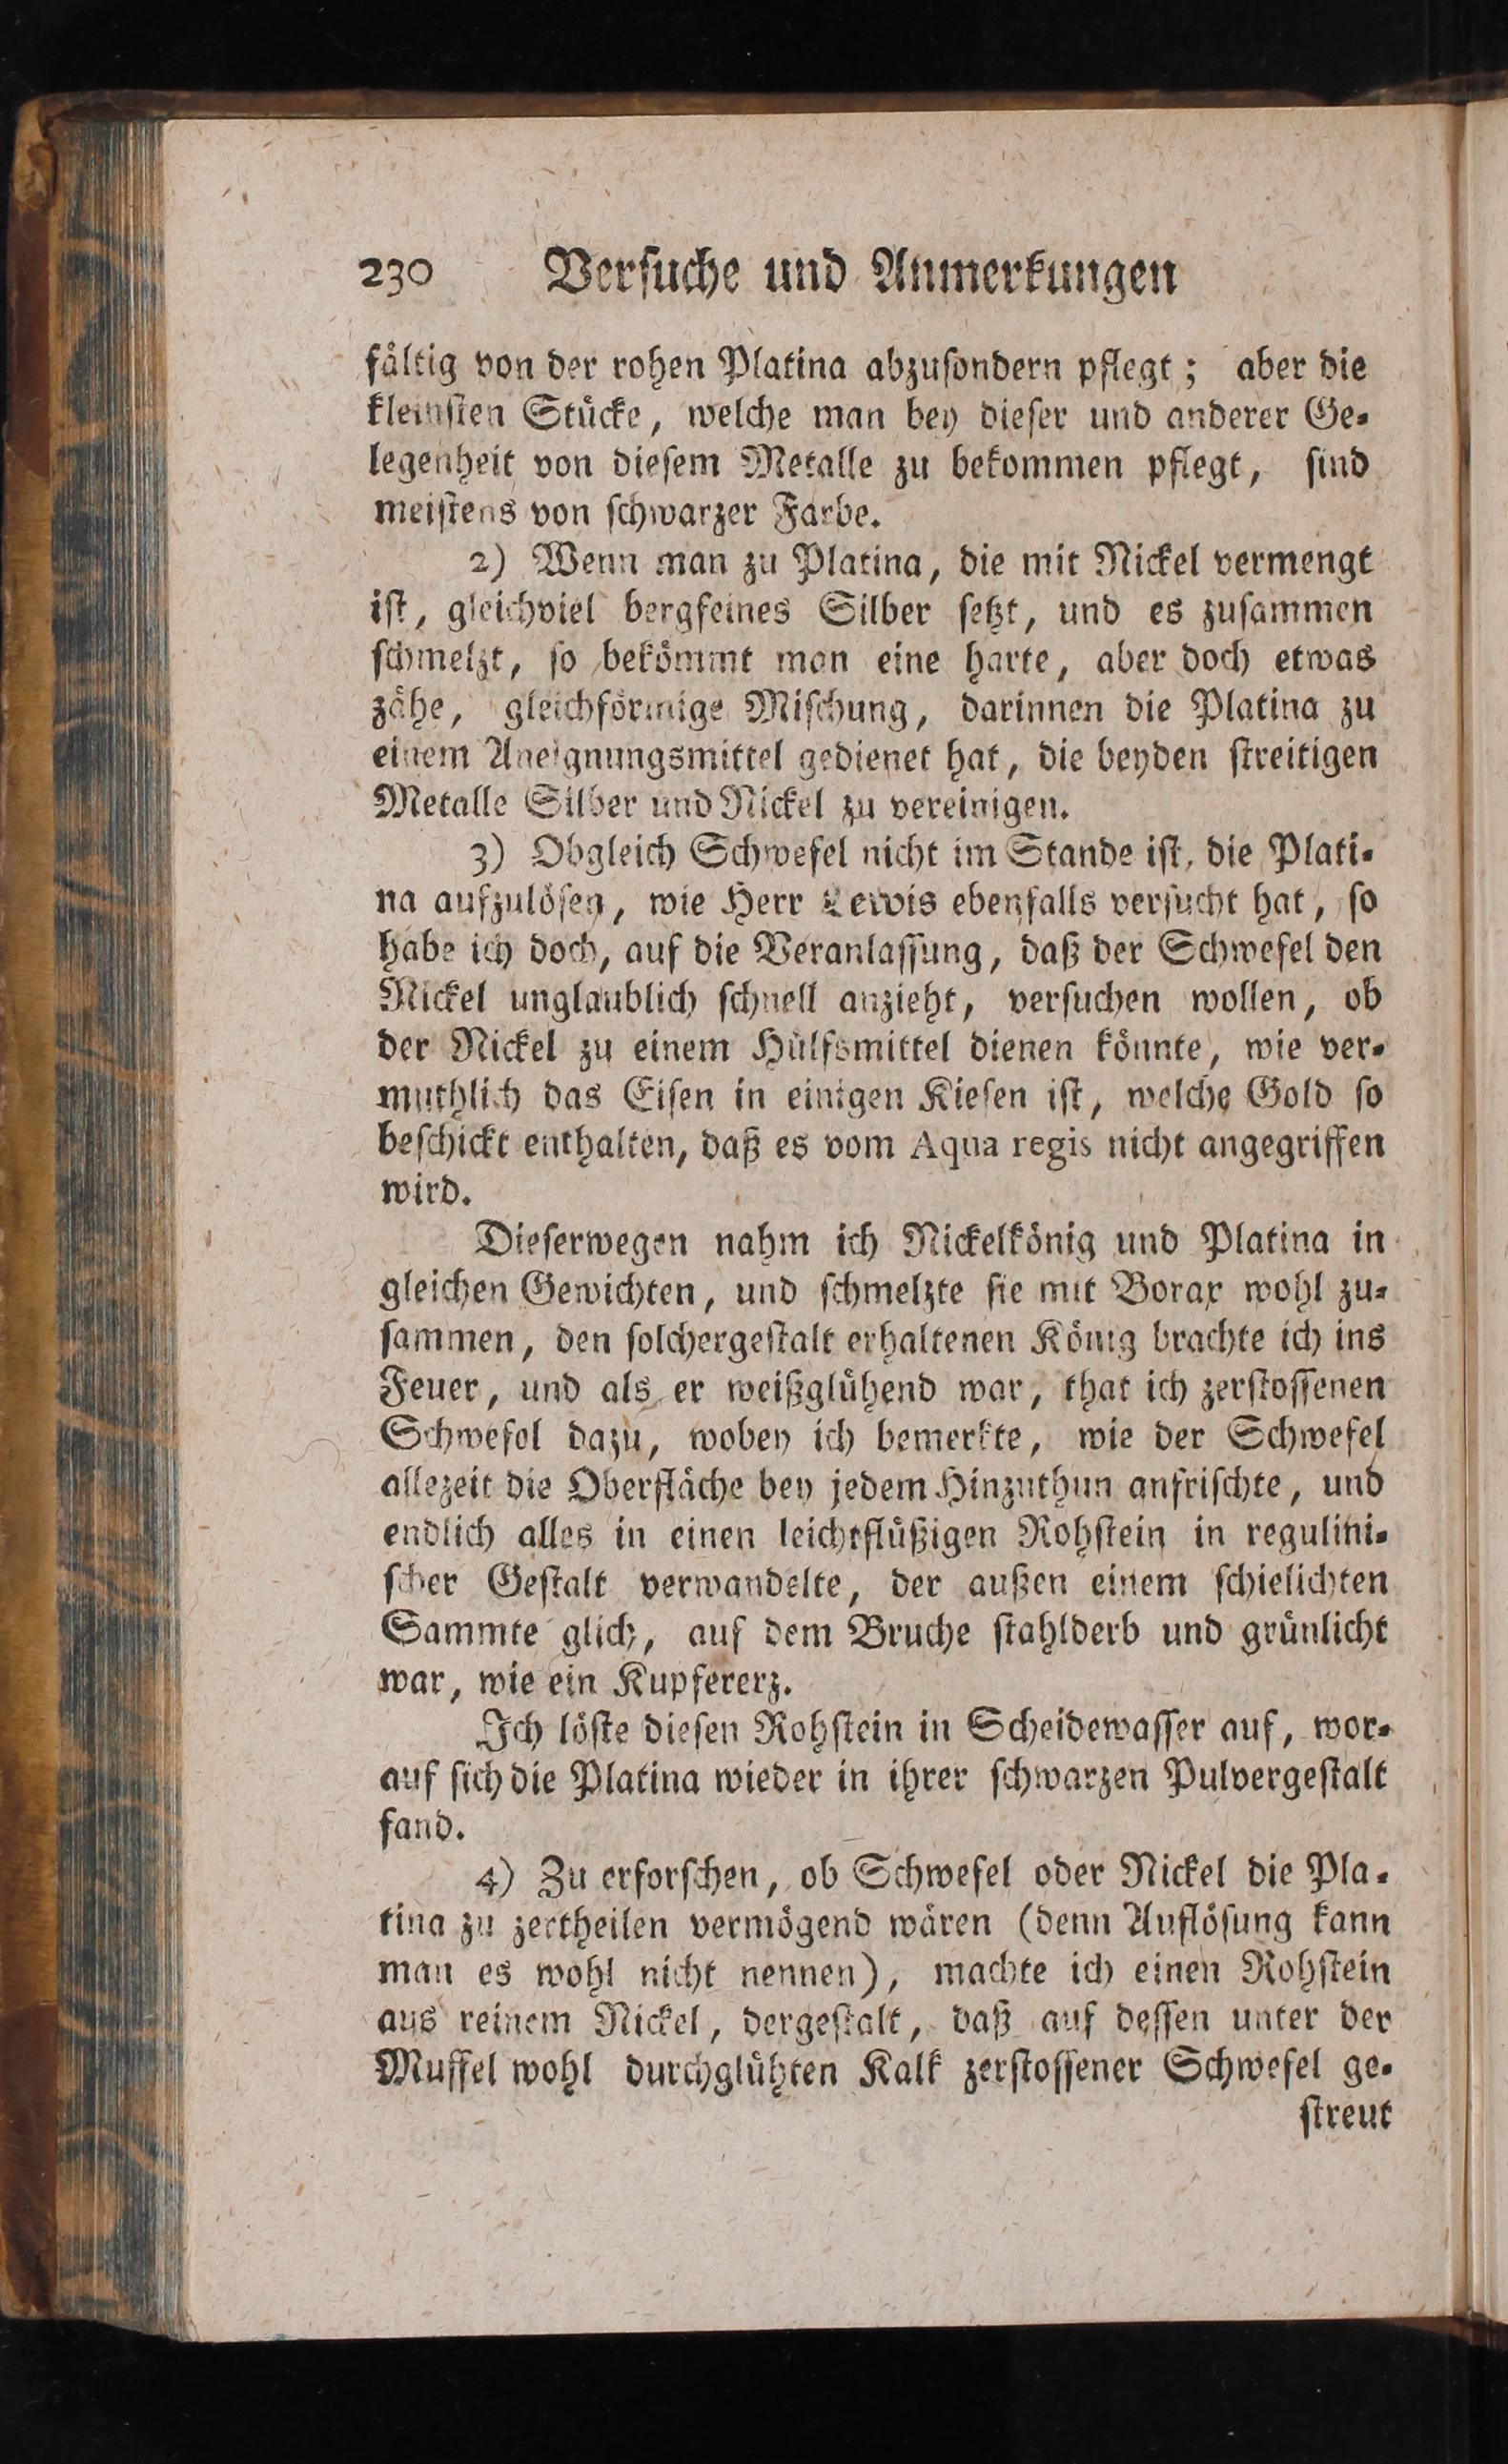 230 Verſuche und Anmerkungen
fältig von der rohen Platina abzuſondern pflegt; aber die
kleinſten Stücke, welche man bey dieſer und anderer Ge-
legenheit von dieſem Metalle zu bekommen pflegt, ſind
meiſtens von ſchwarzer Farbe.
2) Wenn man zu Platina, die mit Nickel vermengt
iſt, gleichviel bergfeines Silber ſetzt, und es zuſammen
ſchmelzt, ſo bekömmt man eine harte, aber doch etwas
zähe, gleichförmige Miſchung, darinnen die Platina zu
einem Aneignungsmittel gedienet hat, die beyden ſtreitigen
Metalle Silber und Nickel zu vereinigen.
3) Obgleich Schwefel nicht im Stande iſt, die Plati-
na aufzulöſen, wie Herr Lewis ebenfalls verſucht hat, ſo
habe ich doch, auf die Veranlaſſung, daß der Schwefel den
Nickel unglaublich ſchnell anzieht, verſuchen wollen, ob
der Nickel zu einem Hülfsmittel dienen könnte, wie ver-
muthlich das Eiſen in einigen Kieſen iſt, welche Gold ſo
beſchickt enthalten, daß es vom Aqua regis nicht angegriffen
wird.
Dieſerwegen nahm ich Nickelkönig und Platina in
gleichen Gewichten, und ſchmelzte ſie mit Borax wohl zu-
ſammen, den ſolchergeſtalt erhaltenen König brachte ich ins
Feuer, und als er weißglühend war, that ich zerſtoſſenen
Schwefel dazu, wobey ich bemerkte, wie der Schwefel
allezeit die Oberfläche bey jedem Hinzuthun anfriſchte, und
endlich alles in einen leichtflüßigen Rohſtein in regulini-
ſcher Geſtalt verwandelte, der außen einem ſchielichten
Sammte glich, auf dem Bruche ſtahlderb und grünlicht
war, wie ein Kupfererz.
Ich löſte dieſen Rohſtein in Scheidewaſſer auf, wor-
auf ſich die Platina wieder in ihrer ſchwarzen Pulvergeſtalt
fand.
4) Zu erforſchen, ob Schwefel oder Nickel die Pla-
tina zu zertheilen vermögend wären (denn Auflöſung kann
man es wohl nicht nennen), machte ich einen Rohſtein
aus reinem Nickel, dergeſtalt, daß auf deſſen unter der
Muffel wohl durchglühten Kalk zerſtoſſener Schwefel ge-
ſtreut